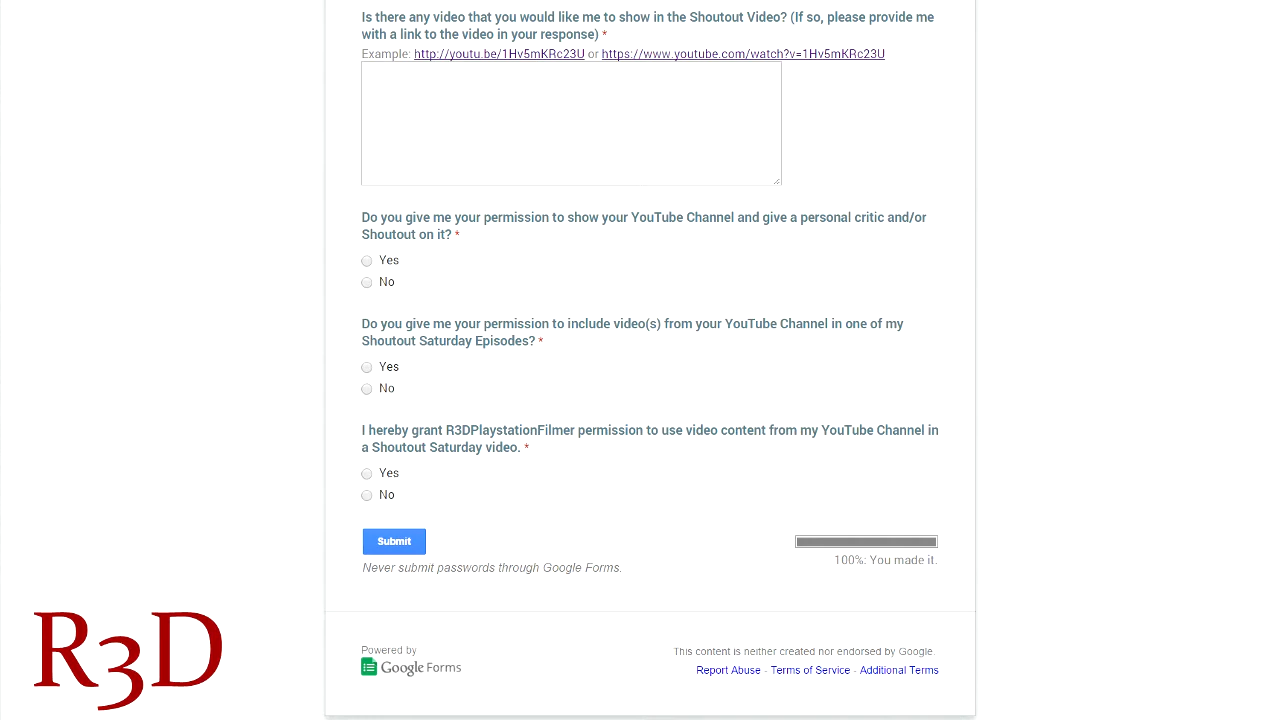 Is there any video that you would like me to show in the Shoutout Video? (If so, please provide me
with a link to the video in your response) *
Example: http://youtu.be/1Hv5mKRc23U or https://www.youtube.com/watch?v=1Hv5mKRc23U
Do you give me your permission to show your YouTube Channel and give a personal critic and/or
Shoutout on it? *
Yes
No
Do you give me your permission to include video(s) from your YouTube Channel in one of my
Shoutout Saturday Episodes? *
Yes
No
I hereby grant R3DPlaystationFilmer permission to use video content from my YouTube Channel in
a Shoutout Saturday video. *
Yes
No
Submit
100%: You made it.
Never submit passwords through Google Forms.
R3D
Powered by
Google Forms
This content is neither created nor endorsed by Google.
Report Abuse - Terms of Service - Additional Terms